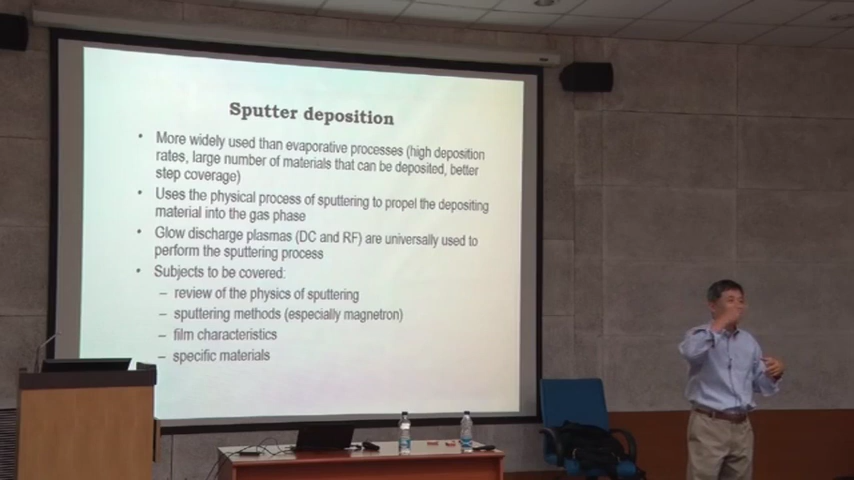 Sputter deposition
• More widely used than evaporative processes (high deposition
rates, large number of materials that can be deposited, better
step coverage)
• Uses the physical process of sputtering to propel the depositing
material into the gas phase
• Glow discharge plasmas (DC and RF) are universally used to
perform the sputtering process
• Subjects to be covered:
– review of the physics of sputtering
– sputtering methods (especially magnetron)
– film characteristics
– specific materials